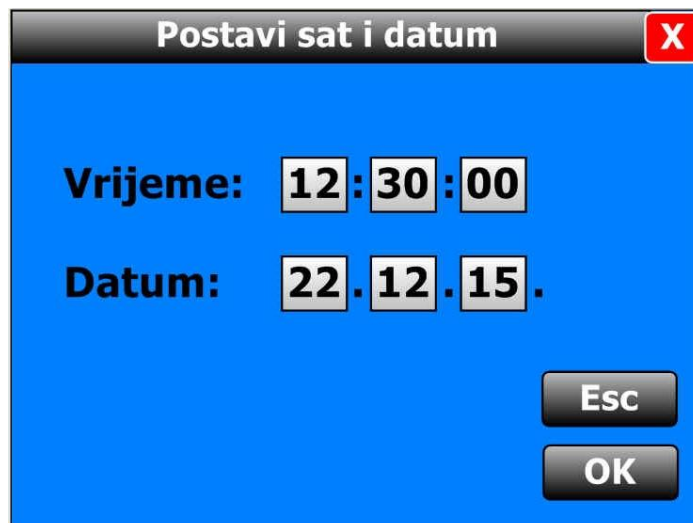 Postavi sat i datum X
Vrijeme: 12:30:00
Datum: 22.12.15.
Esc
OK